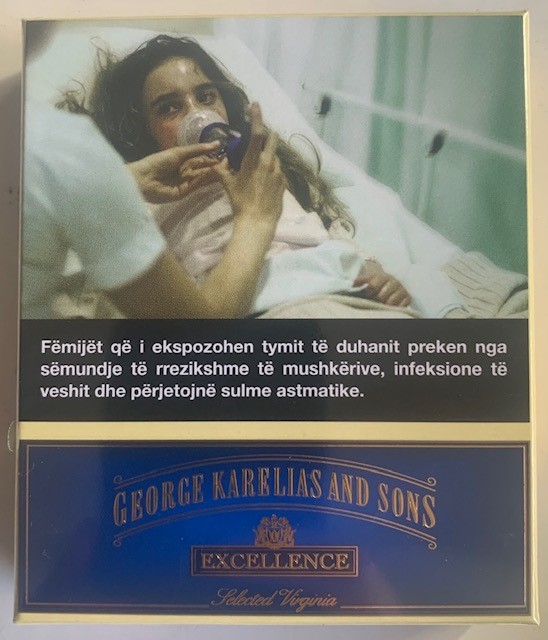 Fëmijët që i ekspozohen tymit të duhanit preken nga
sëmundje të rrezikshme të mushkërive, infeksione të
veshit dhe përjetojnë sulme astmatike.
GEORGE KARELIAS AND SONS
EXCELLENCE
Selected Virginia